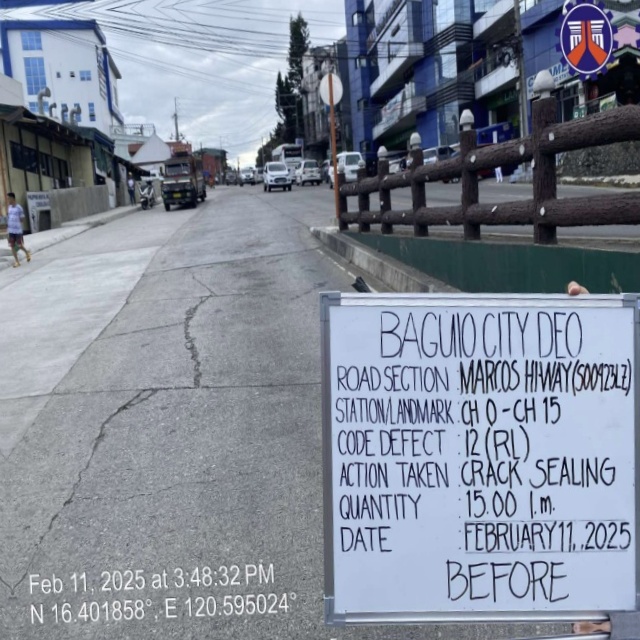 BAGUIO CITY DEO
ROAD SECTION : MARCOS HI-WAY (S00923LZ)
STATION/LANDMARK : CH 0 - CH 15
CODE DEFECT : 12 (RL)
ACTION TAKEN : CRACK SEALING
QUANTITY : 15.00 l.m.
DATE : FEBRUARY 11, 2025
BEFORE
Feb 11, 2025 at 3:48:32 PM
N 16.401858°, E 120.595024°